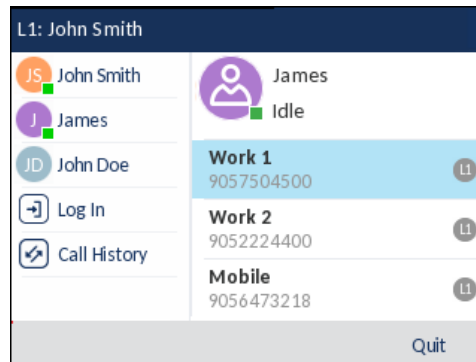 L1: John Smith
JS John Smith
J James
JD John Doe
Log In
Call History
James
Idle
Work 1
9057504500
L1
Work 2
9052224400
L1
Mobile
9056473218
L1
Quit